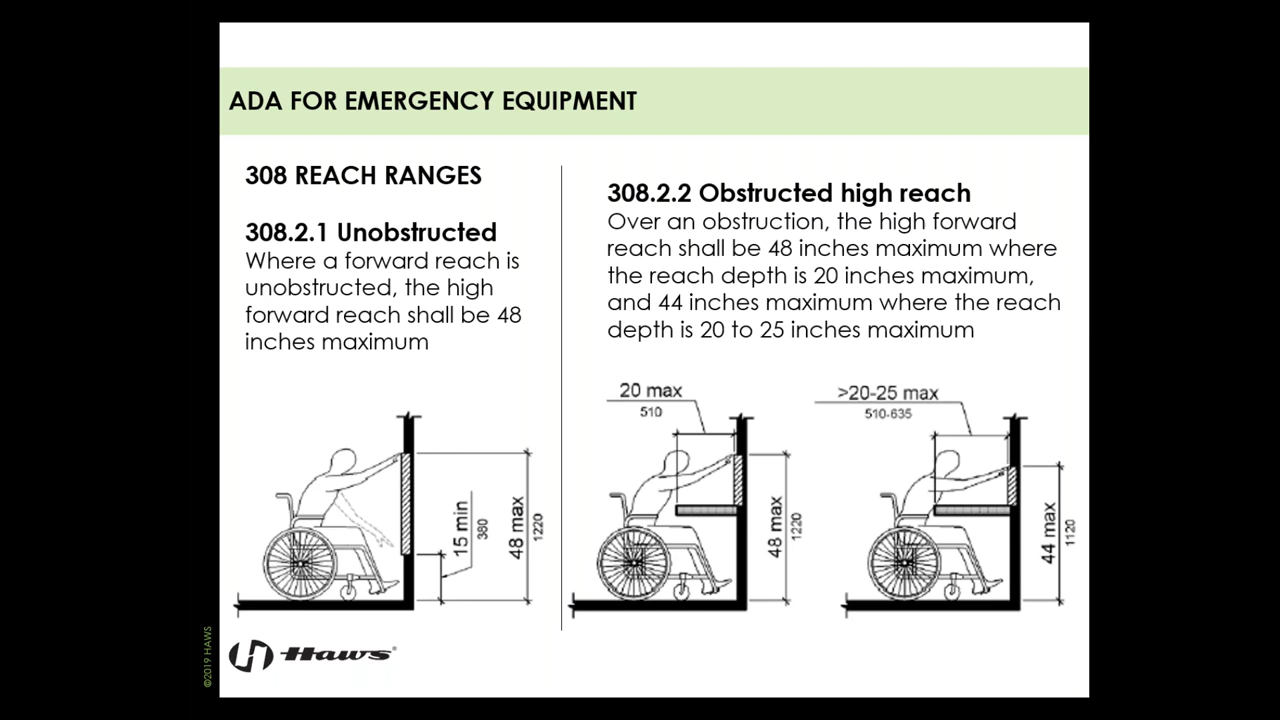 ADA FOR EMERGENCY EQUIPMENT
308 REACH RANGES
308.2.1 Unobstructed
Where a forward reach is
unobstructed, the high
forward reach shall be 48
inches maximum
15 min
380
48 max
1220
308.2.2 Obstructed high reach
Over an obstruction, the high forward
reach shall be 48 inches maximum where
the reach depth is 20 inches maximum,
and 44 inches maximum where the reach
depth is 20 to 25 inches maximum
20 max
510
48 max
1220
>20-25 max
510-635
44 max
1120
©2019 HAWS
Haws®